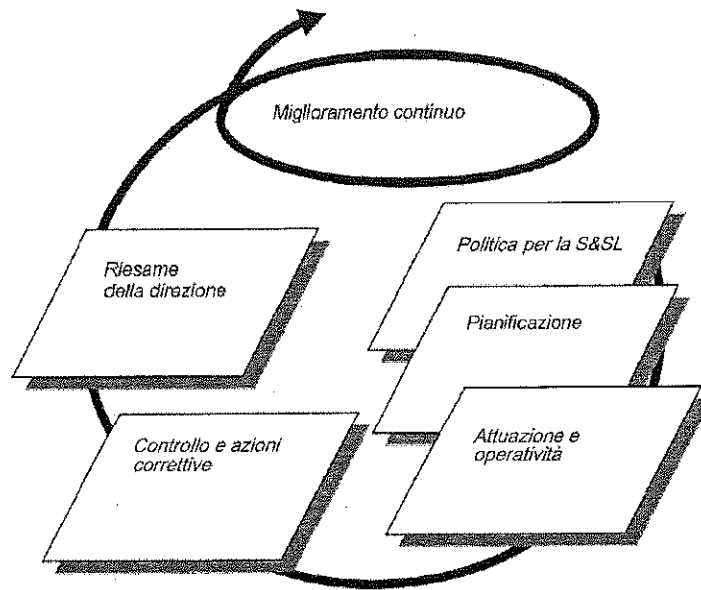 Miglioramento continuo
Politica per la S&SL
Riesame
della direzione
Pianificazione
Controllo e azioni
correttive
Attuazione e
operatività